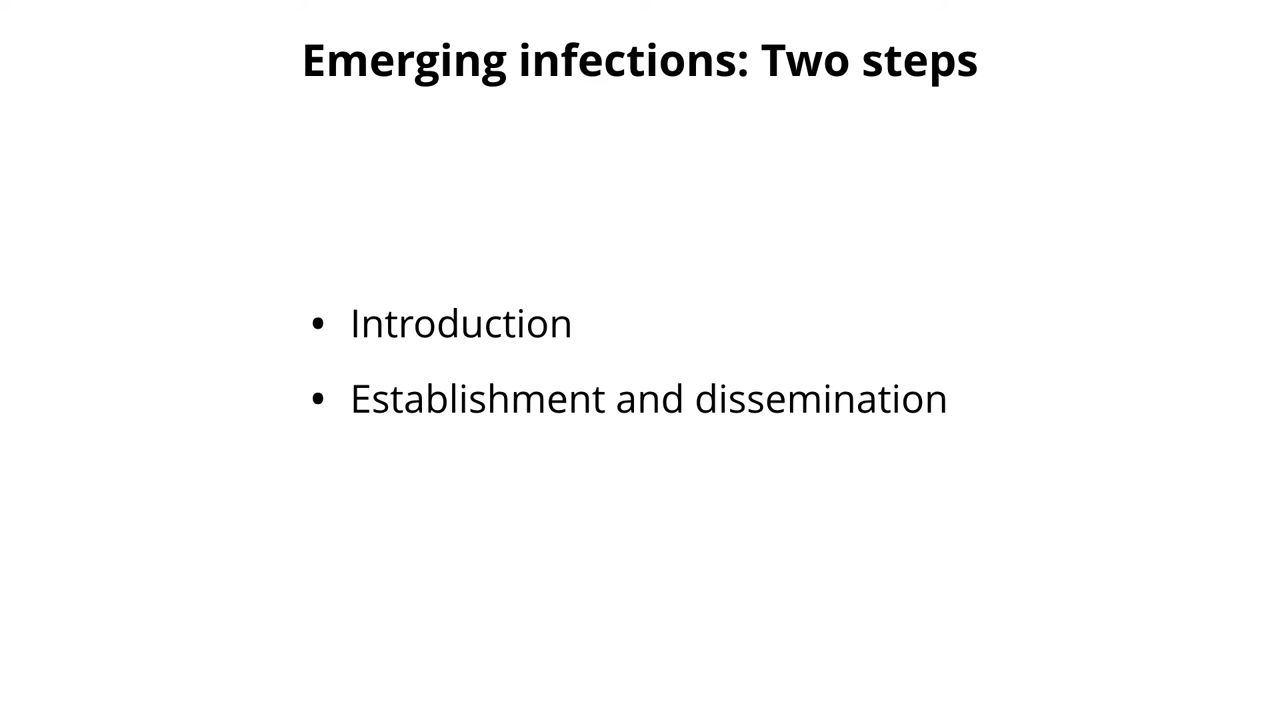 Emerging infections: Two steps
• Introduction
• Establishment and dissemination